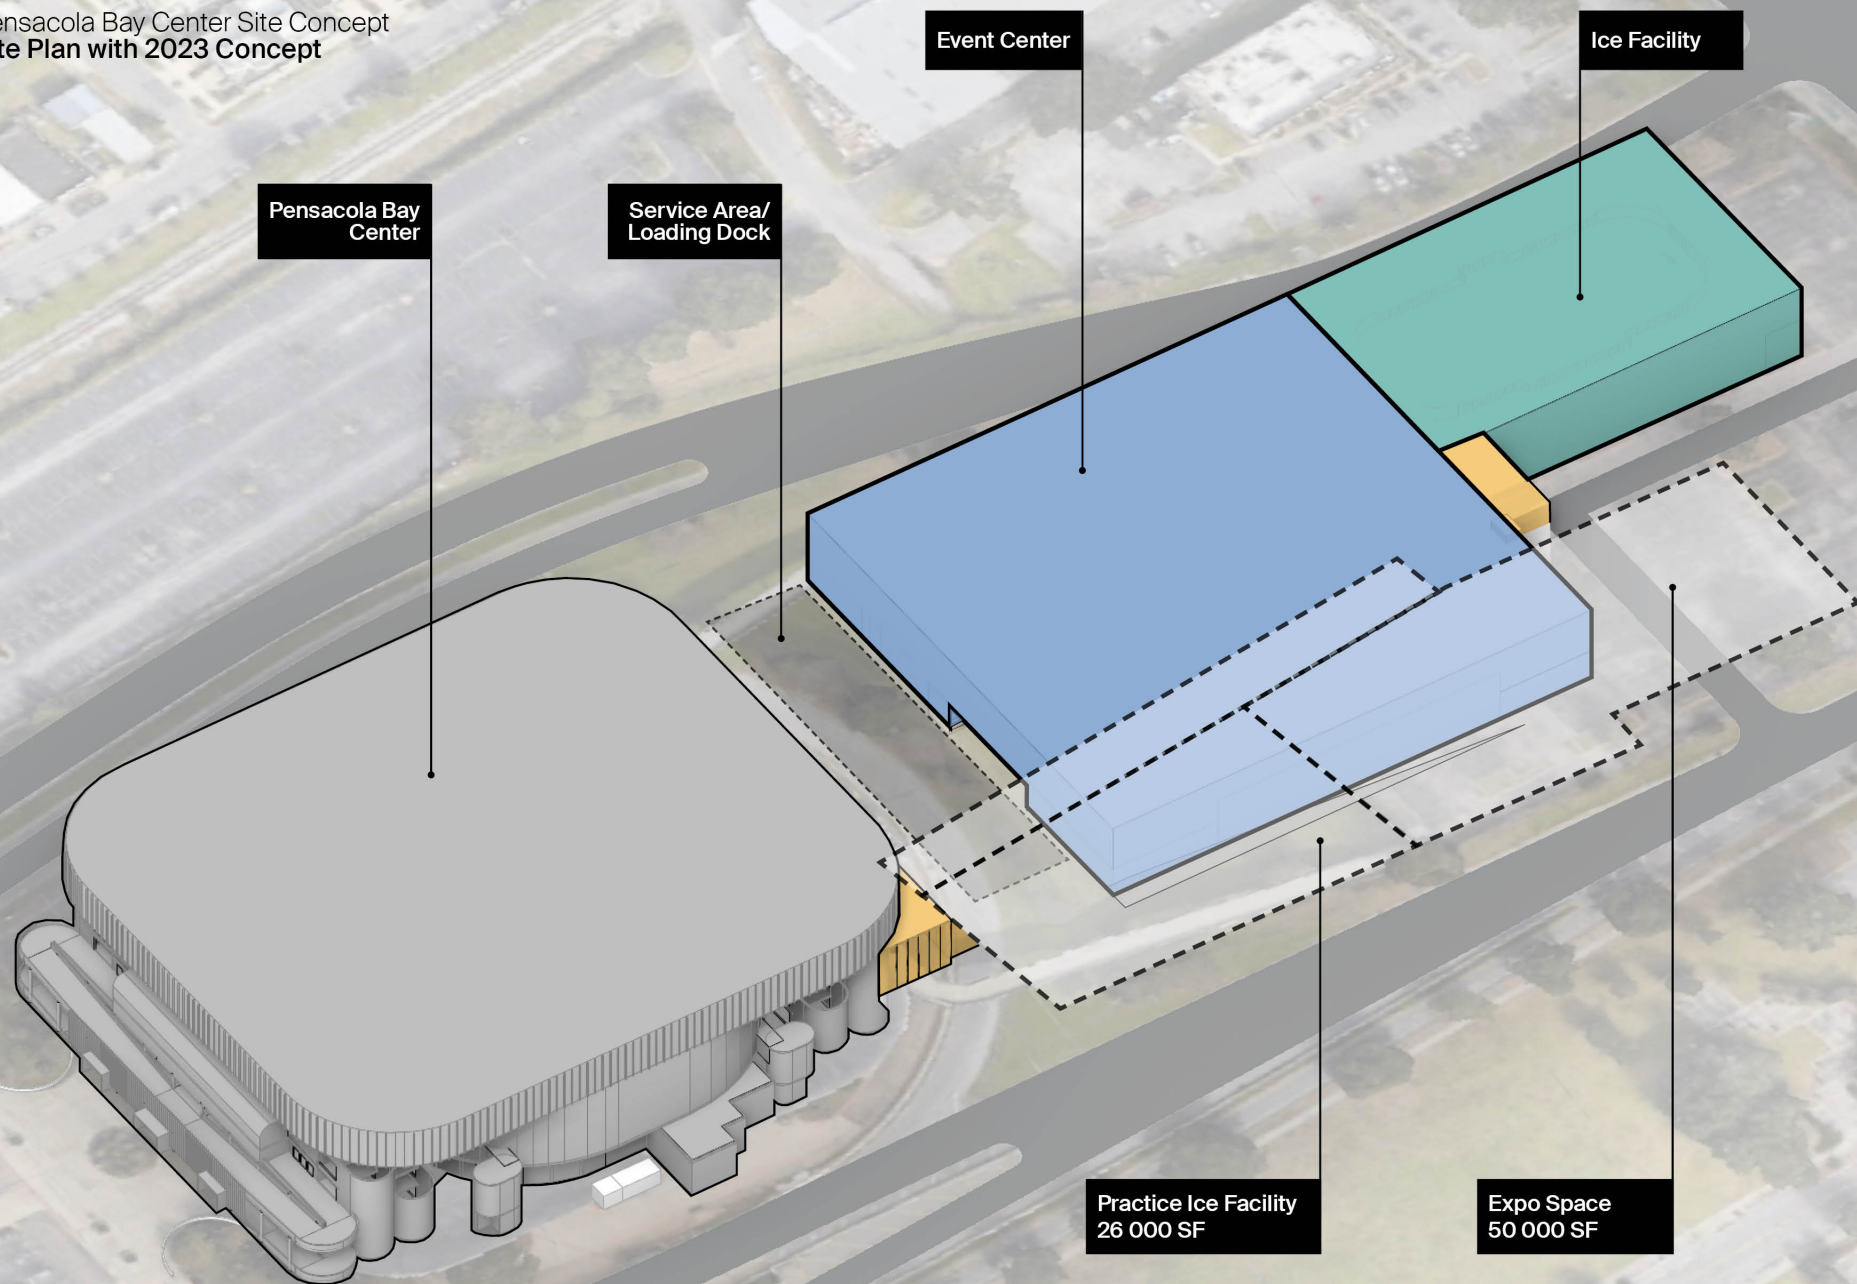 ensacola Bay Center Site Concept
te Plan with 2023 Concept
Event Center
Ice Facility
Pensacola Bay
Center
Service Area/
Loading Dock
Practice Ice Facility
26 000 SF
Expo Space
50 000 SF